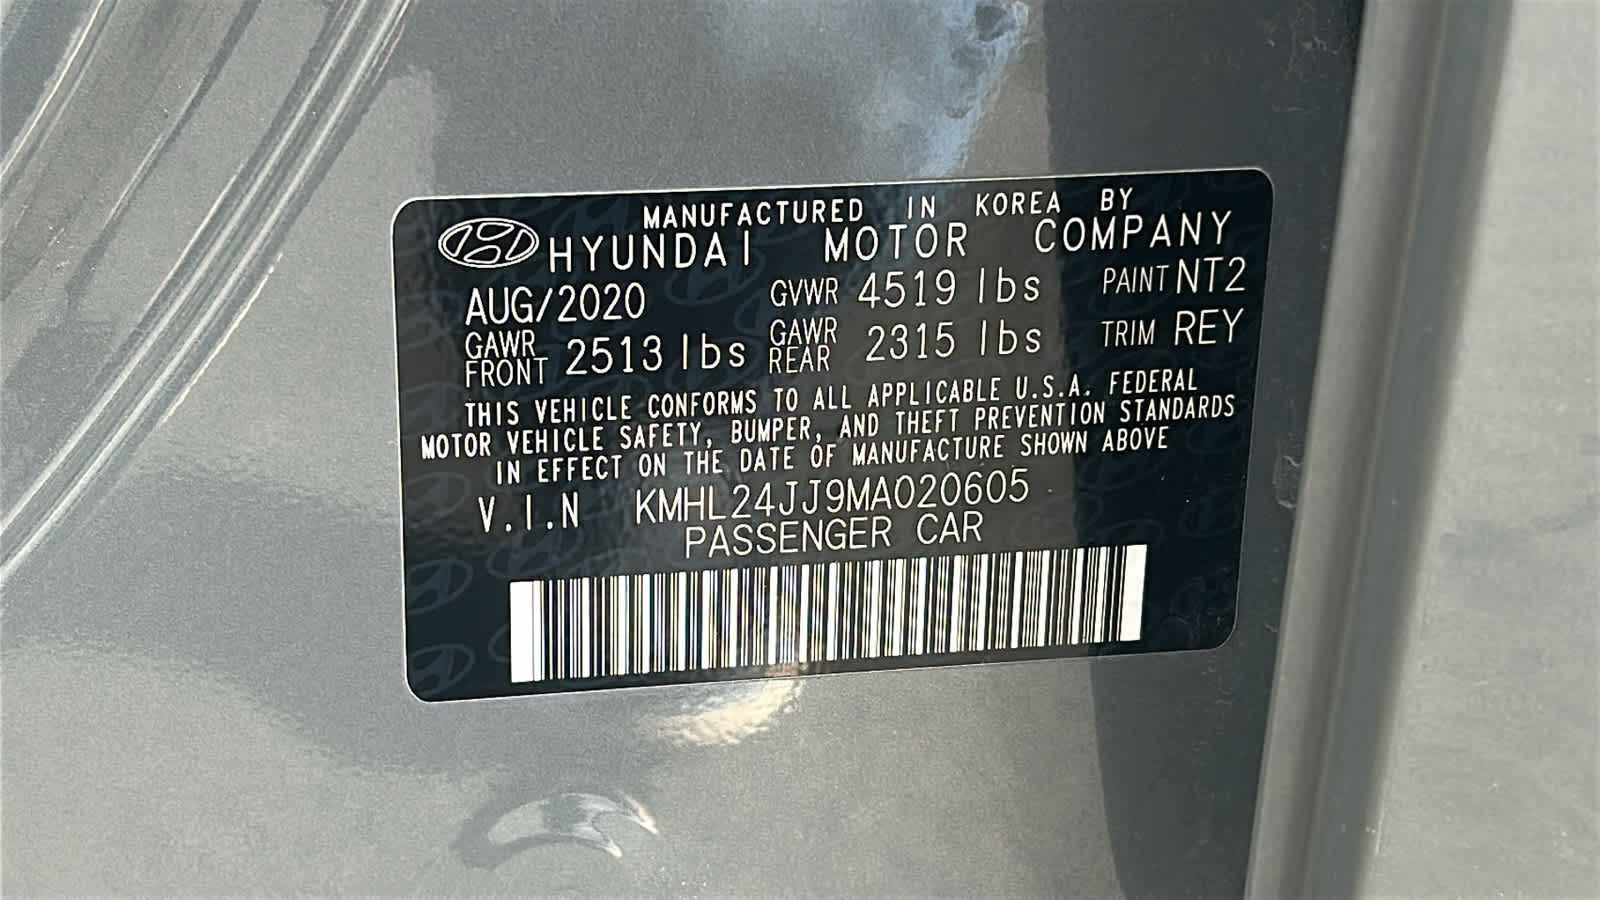 MANUFACTURED IN KOREA BY
HYUNDAI MOTOR COMPANY
AUG/2020 GVWR 4519 lbs PAINT NT2
GAWR FRONT 2513 lbs GAWR REAR 2315 lbs TRIM REY
THIS VEHICLE CONFORMS TO ALL APPLICABLE U.S.A. FEDERAL
MOTOR VEHICLE SAFETY, BUMPER, AND THEFT PREVENTION STANDARDS
IN EFFECT ON THE DATE OF MANUFACTURE SHOWN ABOVE
V.I.N KMHL24JJ9MA020605
PASSENGER CAR